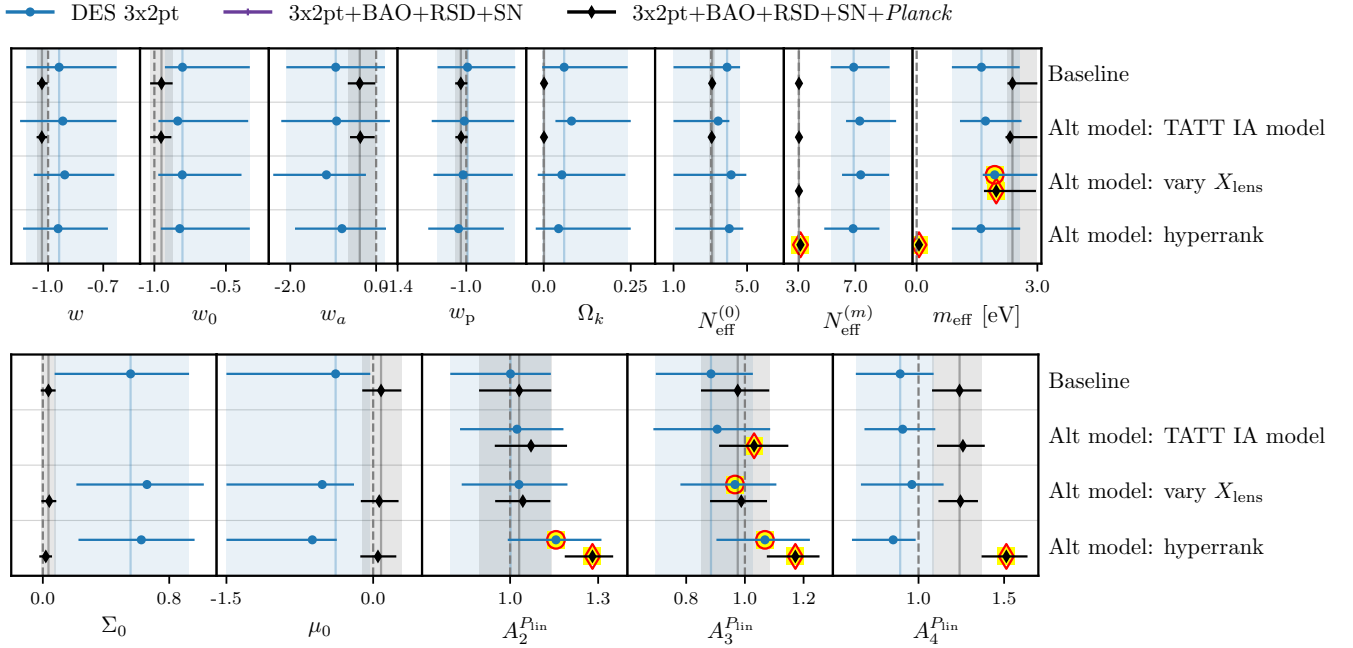 DES 3x2pt 3x2pt+BAO+RSD+SN 3x2pt+BAO+RSD+SN+Planck
Baseline
Alt model: TATT IA model
Alt model: vary X_lens
Alt model: hyperrank
-1.0 -0.7 -1.0 -0.5 -2.0 0.0 -1.4 -1.0 0.0 0.25 1.0 5.0 3.0 7.0 0.0 3.0
w w_0 w_a w_p Ω_k N_eff^(0) N_eff^(m) m_eff [eV]
Baseline
Alt model: TATT IA model
Alt model: vary X_lens
Alt model: hyperrank
0.0 0.8 -1.5 0.0 1.0 1.3 0.8 1.0 1.2 1.0 1.5
Σ_0 μ_0 A_2^{P_lin} A_3^{P_lin} A_4^{P_lin}